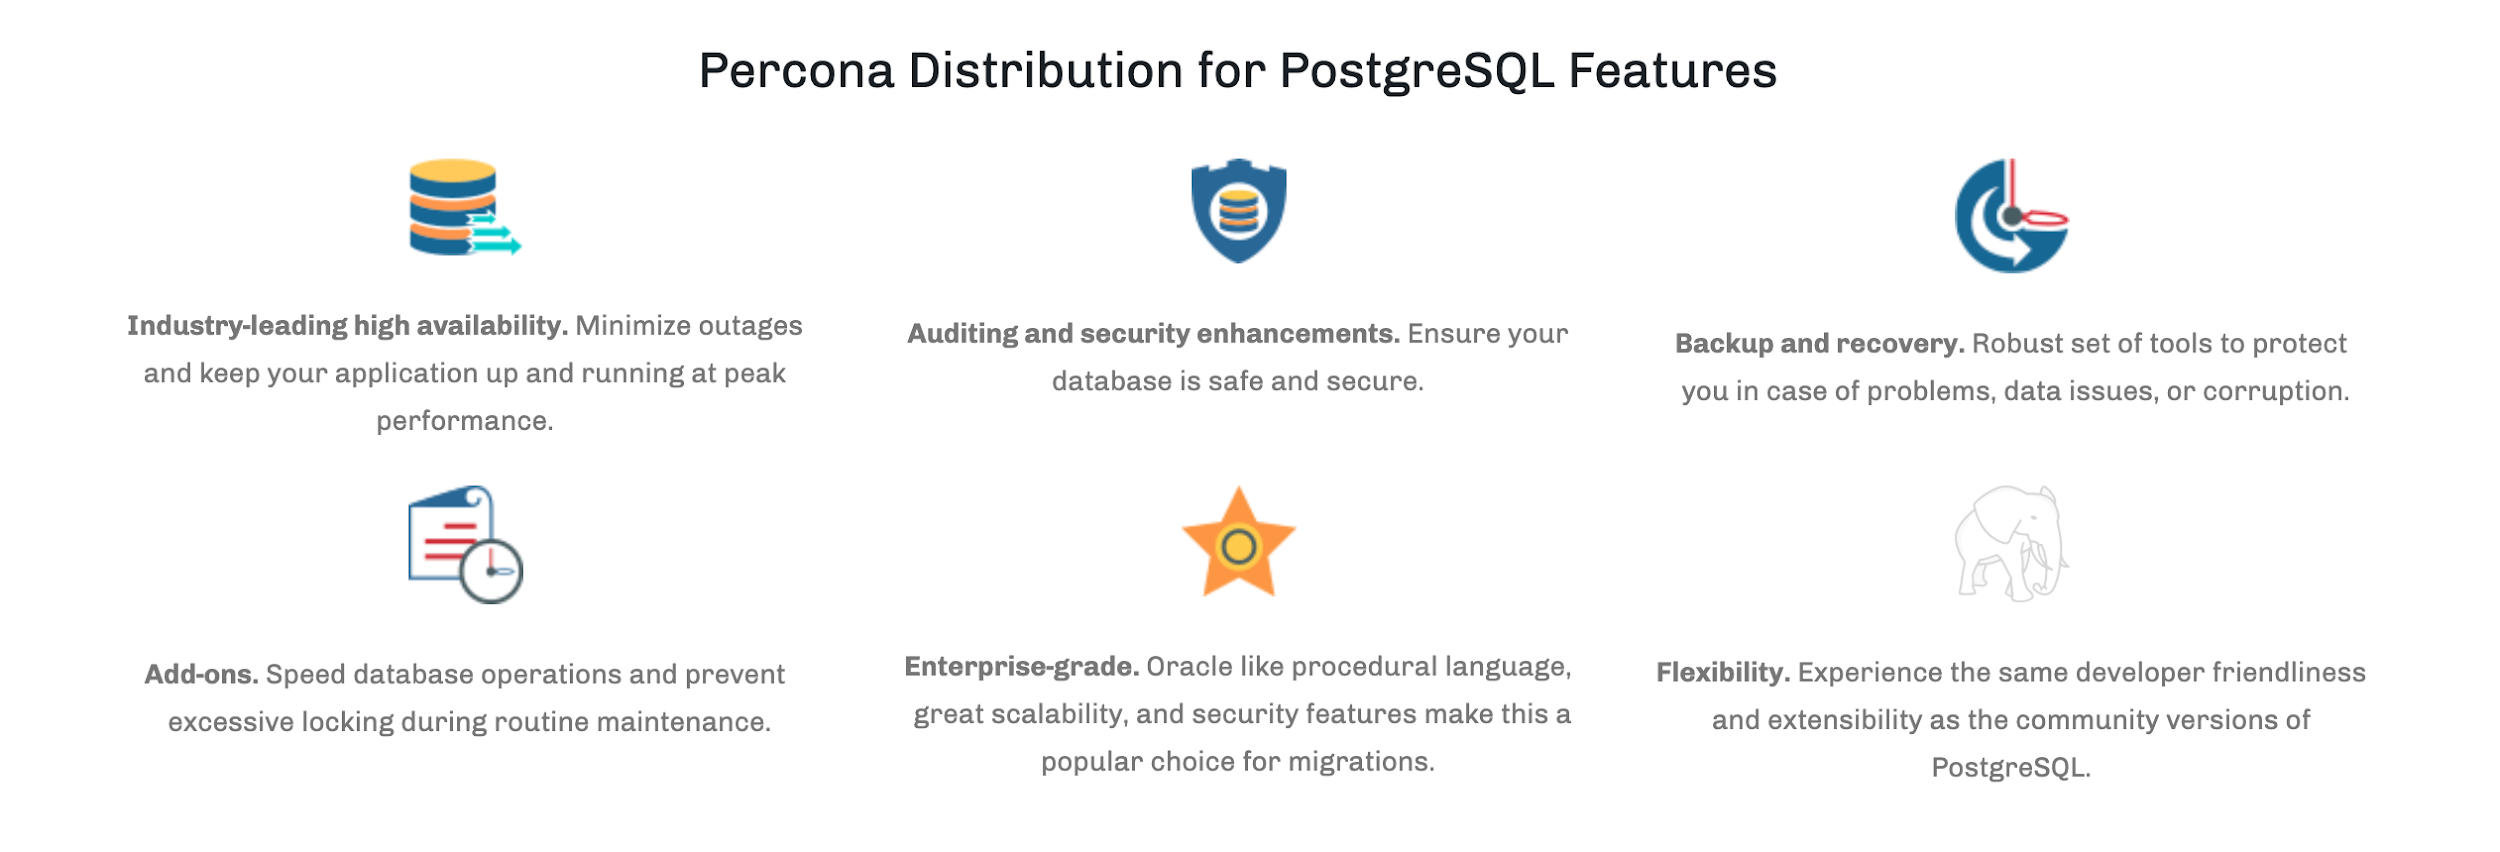 Percona Distribution for PostgreSQL Features
Industry-leading high availability. Minimize outages
and keep your application up and running at peak
performance.
Auditing and security enhancements. Ensure your
database is safe and secure.
Backup and recovery. Robust set of tools to protect
you in case of problems, data issues, or corruption.
Add-ons. Speed database operations and prevent
excessive locking during routine maintenance.
Enterprise-grade. Oracle like procedural language,
great scalability, and security features make this a
popular choice for migrations.
Flexibility. Experience the same developer friendliness
and extensibility as the community versions of
PostgreSQL.